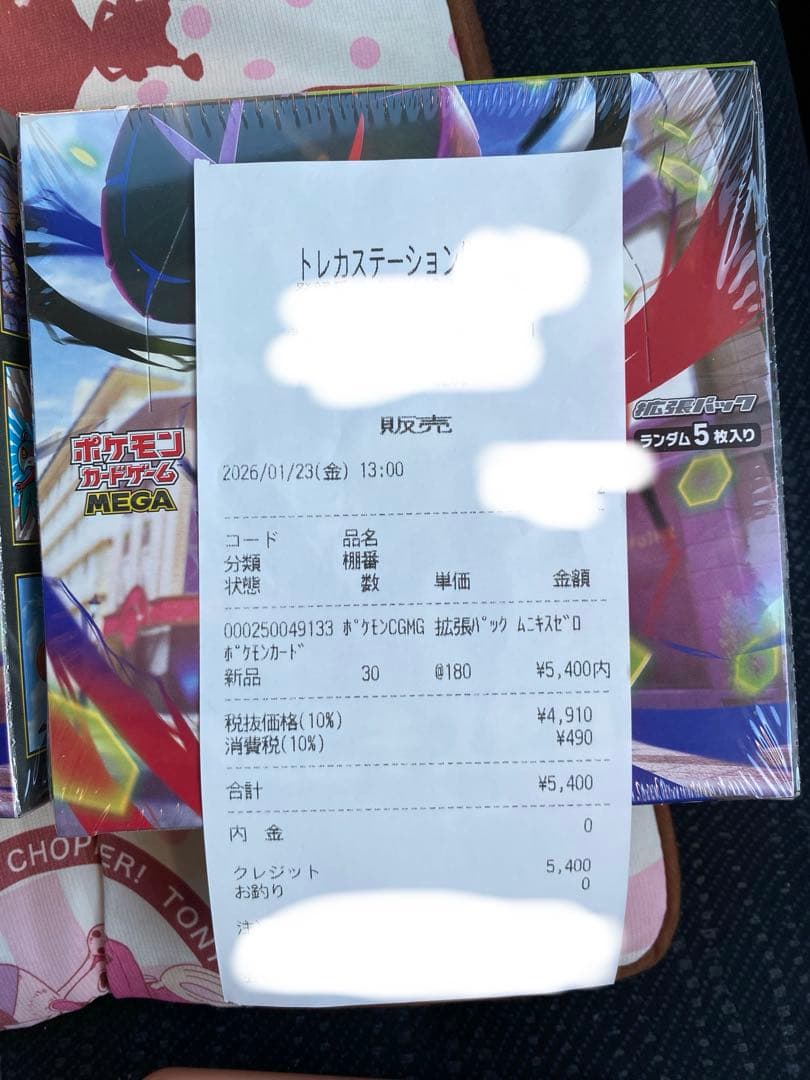 トレカステーション
販売
2026/01/23(金) 13:00
コード 品名
分類 棚番
状態 数 単価 金額
000250049133 ﾎﾟｹﾓﾝCGMG 拡張ﾊﾟｯｸ ﾑﾆｷｽｾﾞﾛ
ﾎﾟｹﾓﾝｶｰﾄﾞ
新品 30 @180 ¥5,400内
税抜価格(10%) ¥4,910
消費税(10%) ¥490
合計 ¥5,400
内 金 0
クレジット 5,400
お釣り 0
ポケモン
カードゲーム
MEGA
拡張パック
ランダム5枚入り
CHOPPER! TONY